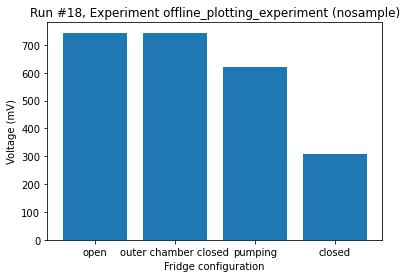 Run #18, Experiment offline_plotting_experiment (nosample)
700
600
500
400
300
200
100
0
Voltage (mV)
open outer chamber closed pumping closed
Fridge configuration